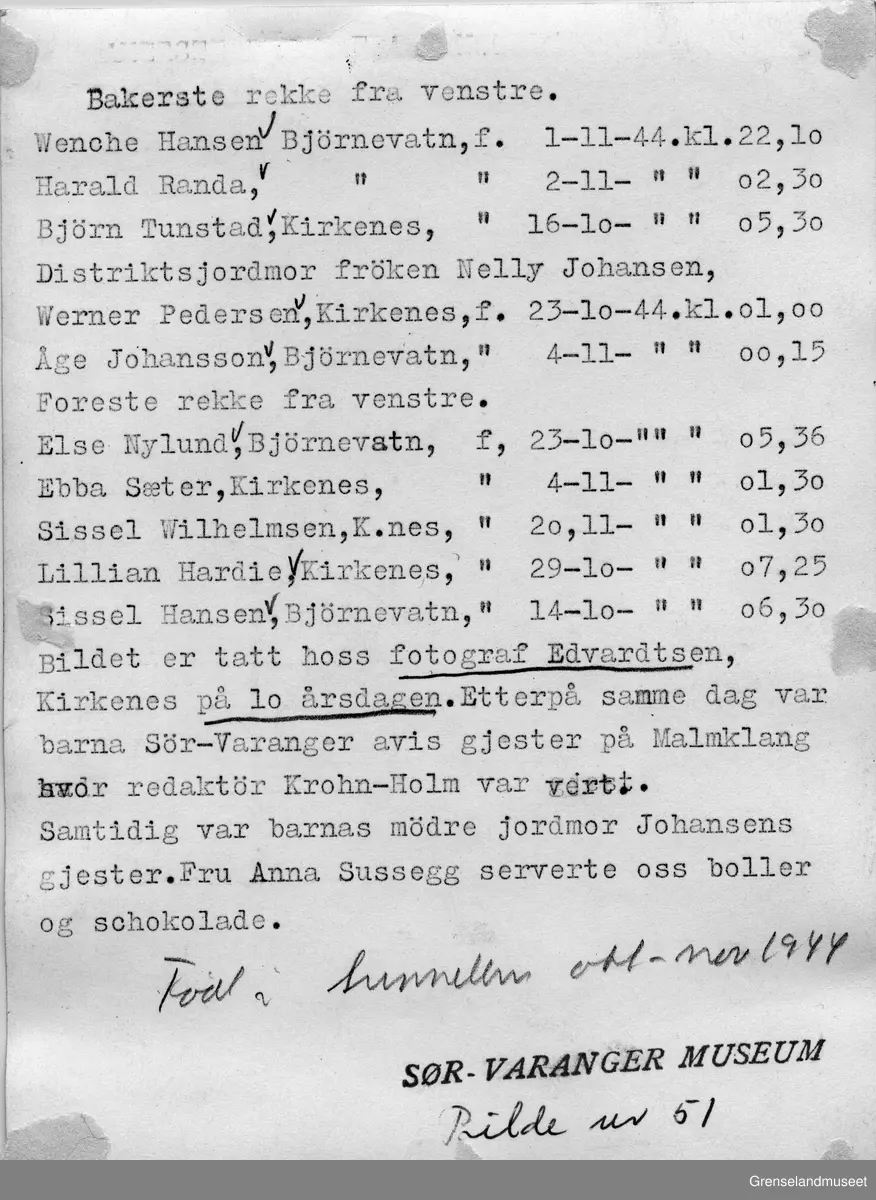 Bakerste rekke fra venstre.
Wenche Hansen Björnevatn,f. 1-11-44.kl.22,10
Harald Randa, " " 2-11- " " 02,30
Björn Tunstad,Kirkenes, " 16-10- " " 05,30
Distriktsjordmor fröken Nelly Johansen,
Werner Pedersen,Kirkenes,f. 23-10-44.kl.01,00
Åge Johansson,Björnevatn," 4-11- " " 00,15
Foreste rekke fra venstre.
Else Nylund,Björnevatn, f, 23-10-"" " 05,36
Ebba Sæter,Kirkenes, " 4-11- " " 01,30
Sissel Wilhelmsen,K.nes, " 20,11- " " 01,30
Lillian Hardie,Kirkenes, " 29-10- " " 07,25
Sissel Hansen,Björnevatn," 14-10- " " 06,30
Bildet er tatt hoss fotograf Edvardtsen,
Kirkenes på 10 årsdagen.Etterpå samme dag var
barna Sör-Varanger avis gjester på Malmklang
hvor redaktör Krohn-Holm var vert.
Samtidig var barnas mödre jordmor Johansens
gjester.Fru Anna Sussegg serverte oss boller
og schokolade.
Född i tunnellen okt-nov 1944
SØR-VARANGER MUSEUM
Bilde nr 51
Grenselandmuseet